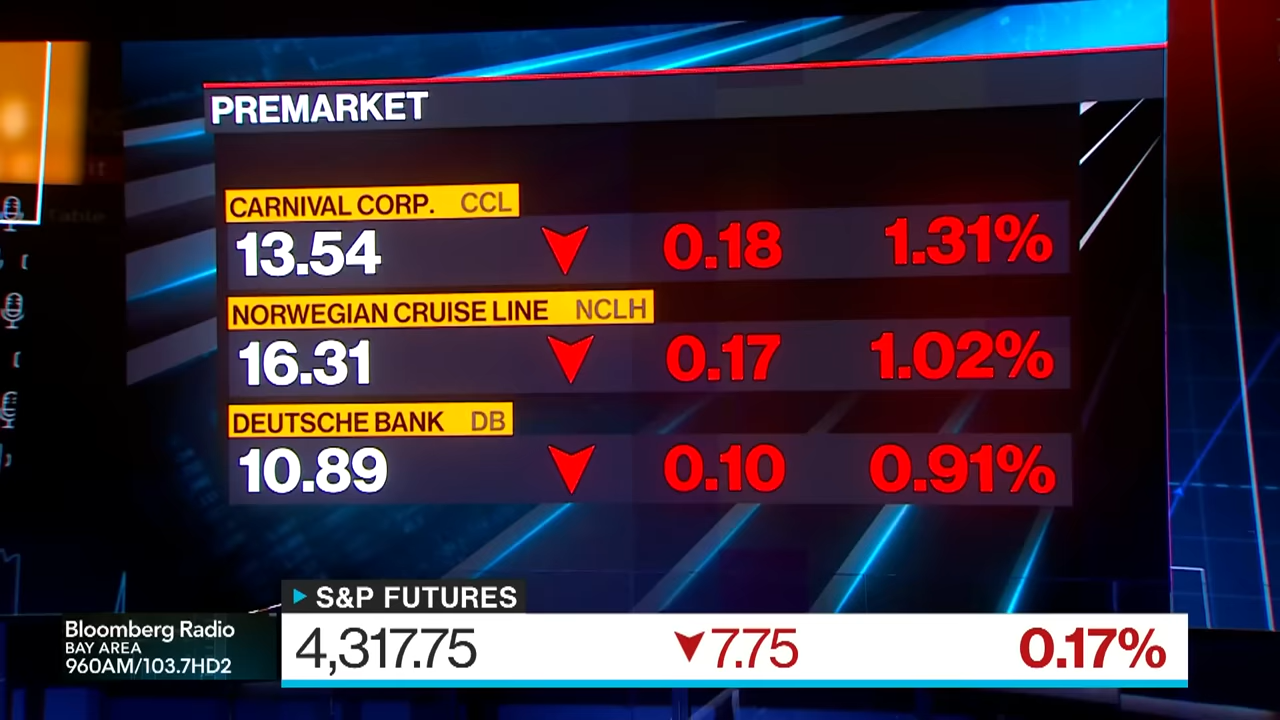 PREMARKET
CARNIVAL CORP. CCL
13.54 0.18 1.31%
NORWEGIAN CRUISE LINE NCLH
16.31 0.17 1.02%
DEUTSCHE BANK DB
10.89 0.10 0.91%
S&P FUTURES
4,317.75 7.75 0.17%
Bloomberg Radio
BAY AREA
960AM/103.7HD2
Table